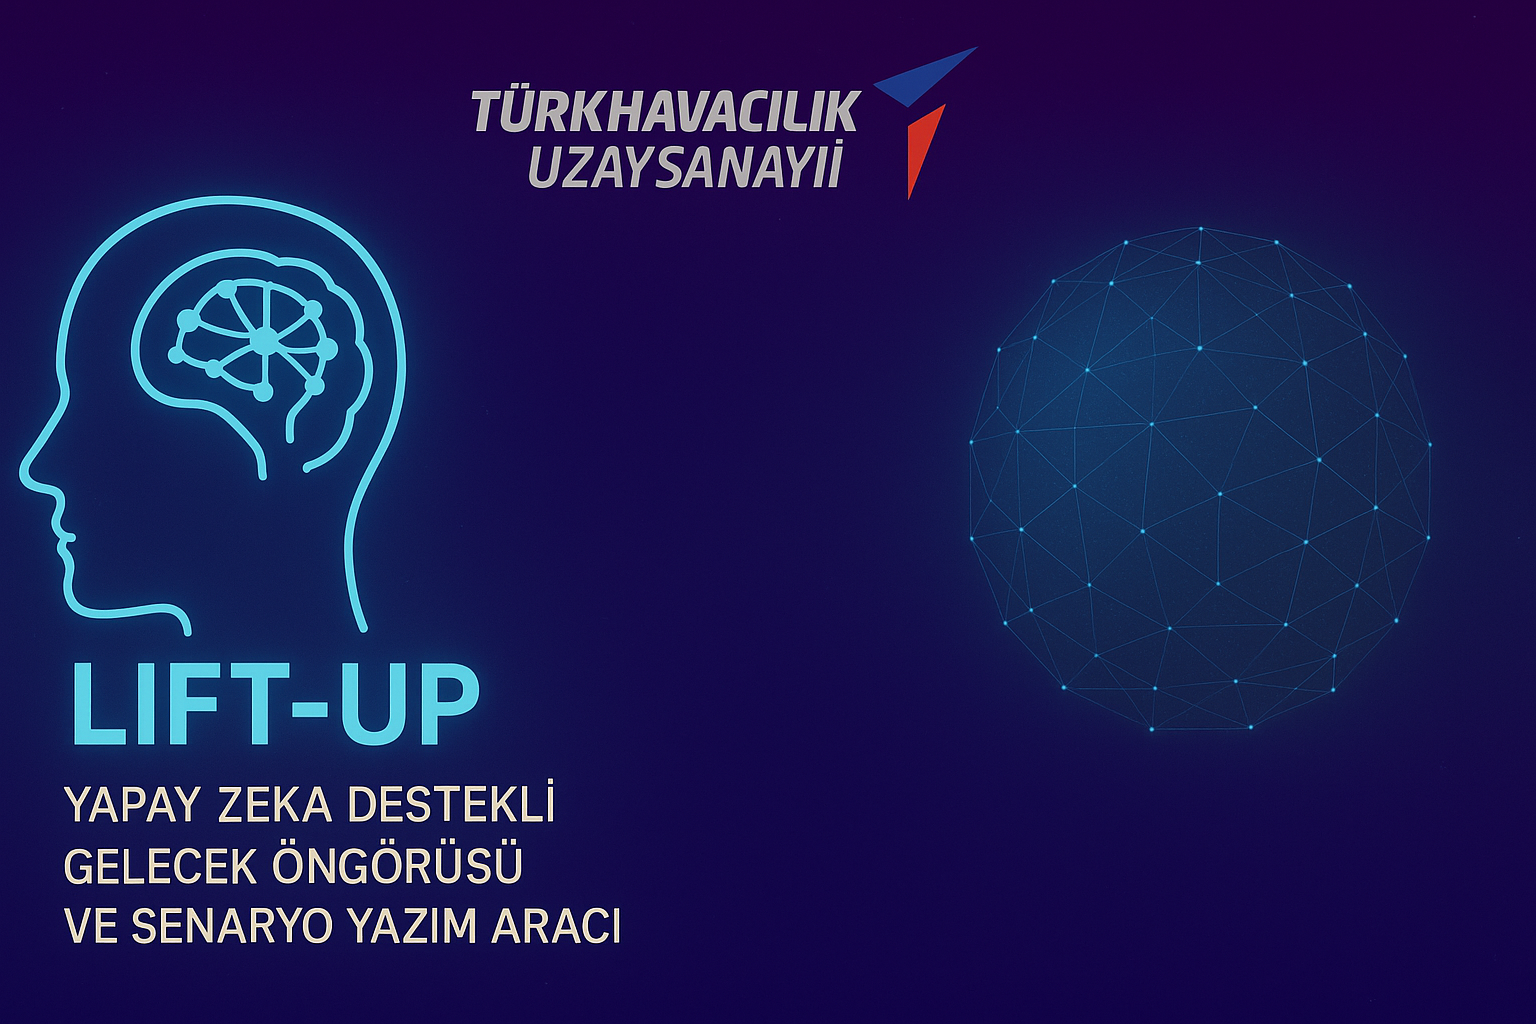 TÜRKHAVACILIK
UZAYSANAYİİ
LIFT-UP
YAPAY ZEKA DESTEKLİ
GELECEK ÖNGÖRÜSÜ
VE SENARYO YAZIM ARACI